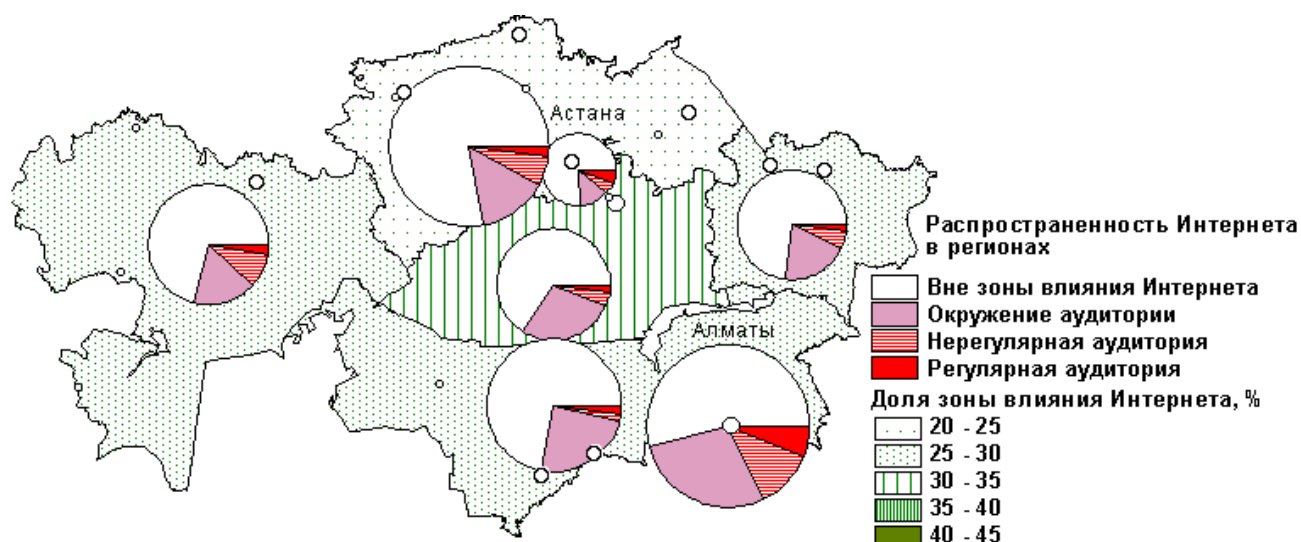 Астана
Распространенность Интернета
в регионах
Вне зоны влияния Интернета
Окружение аудитории
Алматы
Нерегулярная аудитория
Регулярная аудитория
Доля зоны влияния Интернета, %
20 - 25
25 - 30
30 - 35
35 - 40
40 - 45